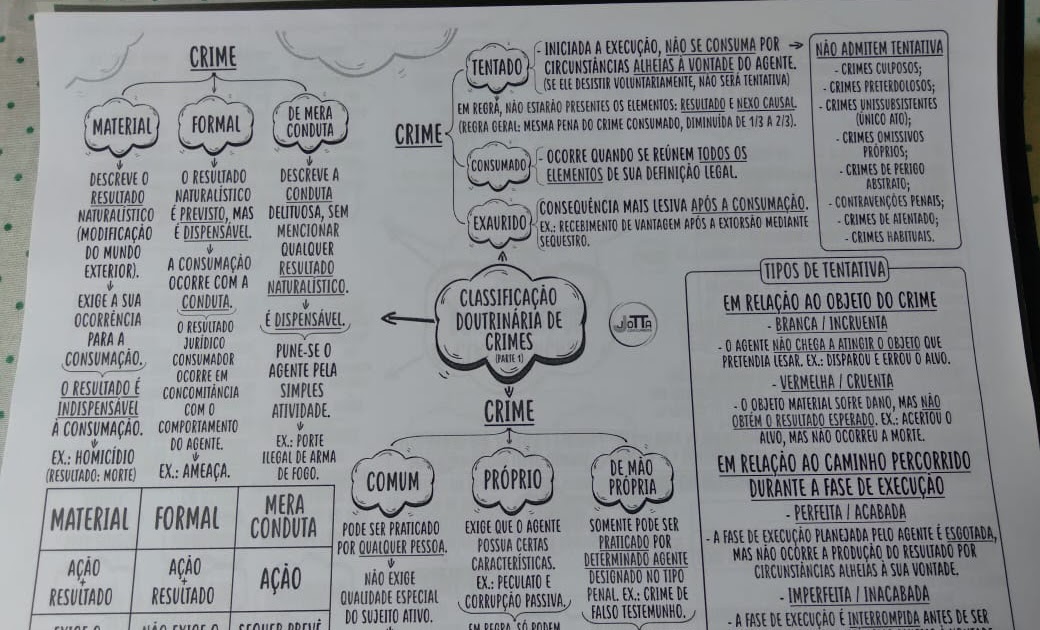 CRIME
MATERIAL
DESCREVE O
RESULTADO
NATURALÍSTICO
(MODIFICAÇÃO
DO MUNDO
EXTERIOR).
EXIGE A SUA
OCORRÊNCIA
PARA A
CONSUMAÇÃO.
O RESULTADO É
INDISPENSÁVEL
À CONSUMAÇÃO.
EX.: HOMICÍDIO
(RESULTADO: MORTE)
FORMAL
O RESULTADO
NATURALÍSTICO
É PREVISTO, MAS
É DISPENSÁVEL.
A CONSUMAÇÃO
OCORRE COM A
CONDUTA.
O RESULTADO
JURÍDICO
CONSUMADOR
OCORRE EM
CONCOMITÂNCIA
COM O
COMPORTAMENTO
DO AGENTE.
EX.: AMEAÇA.
DE MERA
CONDUTA
DESCREVE A
CONDUTA
DELITUOSA, SEM
MENCIONAR
QUALQUER
RESULTADO
NATURALÍSTICO.
É DISPENSÁVEL.
PUNE-SE O
AGENTE PELA
SIMPLES
ATIVIDADE.
EX.: PORTE
ILEGAL DE ARMA
DE FOGO.
MATERIAL
FORMAL
MERA
CONDUTA
AÇÃO
+
RESULTADO
AÇÃO
+
RESULTADO
AÇÃO
EXIGE O
NÃO EXIGE O
SEQUER PREVÊ
CRIME
TENTADO
- INICIADA A EXECUÇÃO, NÃO SE CONSUMA POR
CIRCUNSTÂNCIAS ALHEIAS À VONTADE DO AGENTE.
(SE ELE DESISTIR VOLUNTARIAMENTE, NÃO SERÁ TENTATIVA)
EM REGRA, NÃO ESTARÃO PRESENTES OS ELEMENTOS: RESULTADO E NEXO CAUSAL.
(REGRA GERAL: MESMA PENA DO CRIME CONSUMADO, DIMINUÍDA DE 1/3 A 2/3).
CONSUMADO
- OCORRE QUANDO SE REÚNEM TODOS OS
ELEMENTOS DE SUA DEFINIÇÃO LEGAL.
EXAURIDO
CONSEQUÊNCIA MAIS LESIVA APÓS A CONSUMAÇÃO.
EX.: RECEBIMENTO DE VANTAGEM APÓS A EXTORSÃO MEDIANTE
SEQUESTRO.
NÃO ADMITEM TENTATIVA
- CRIMES CULPOSOS;
- CRIMES PRETERDOLOSOS;
- CRIMES UNISSUBSISTENTES
(ÚNICO ATO);
- CRIMES OMISSIVOS
PRÓPRIOS;
- CRIMES DE PERIGO
ABSTRATO;
- CONTRAVENÇÕES PENAIS;
- CRIMES DE ATENTADO;
- CRIMES HABITUAIS.
CLASSIFICAÇÃO
DOUTRINÁRIA DE
CRIMES
(PARTE 1)
JOTTA
CRIME
COMUM
PODE SER PRATICADO
POR QUALQUER PESSOA.
NÃO EXIGE
QUALIDADE ESPECIAL
DO SUJEITO ATIVO.
PRÓPRIO
EXIGE QUE O AGENTE
POSSUA CERTAS
CARACTERÍSTICAS.
EX.: PECULATO E
CORRUPÇÃO PASSIVA.
EM REGRA, SÓ PODEM
DE MÃO
PRÓPRIA
SOMENTE PODE SER
PRATICADO POR
DETERMINADO AGENTE
DESIGNADO NO TIPO
PENAL. EX.: CRIME DE
FALSO TESTEMUNHO.
TIPOS DE TENTATIVA
EM RELAÇÃO AO OBJETO DO CRIME
- BRANCA / INCRUENTA
- O AGENTE NÃO CHEGA A ATINGIR O OBJETO QUE
PRETENDIA LESAR. EX.: DISPAROU E ERROU O ALVO.
- VERMELHA / CRUENTA
- O OBJETO MATERIAL SOFRE DANO, MAS NÃO
OBTÉM O RESULTADO ESPERADO. EX.: ACERTOU O
ALVO, MAS NÃO OCORREU A MORTE.
EM RELAÇÃO AO CAMINHO PERCORRIDO
DURANTE A FASE DE EXECUÇÃO
- PERFEITA / ACABADA
- A FASE DE EXECUÇÃO PLANEJADA PELO AGENTE É ESGOTADA,
MAS NÃO OCORRE A PRODUÇÃO DO RESULTADO POR
CIRCUNSTÂNCIAS ALHEIAS À SUA VONTADE.
- IMPERFEITA / INACABADA
- A FASE DE EXECUÇÃO É INTERROMPIDA ANTES DE SER